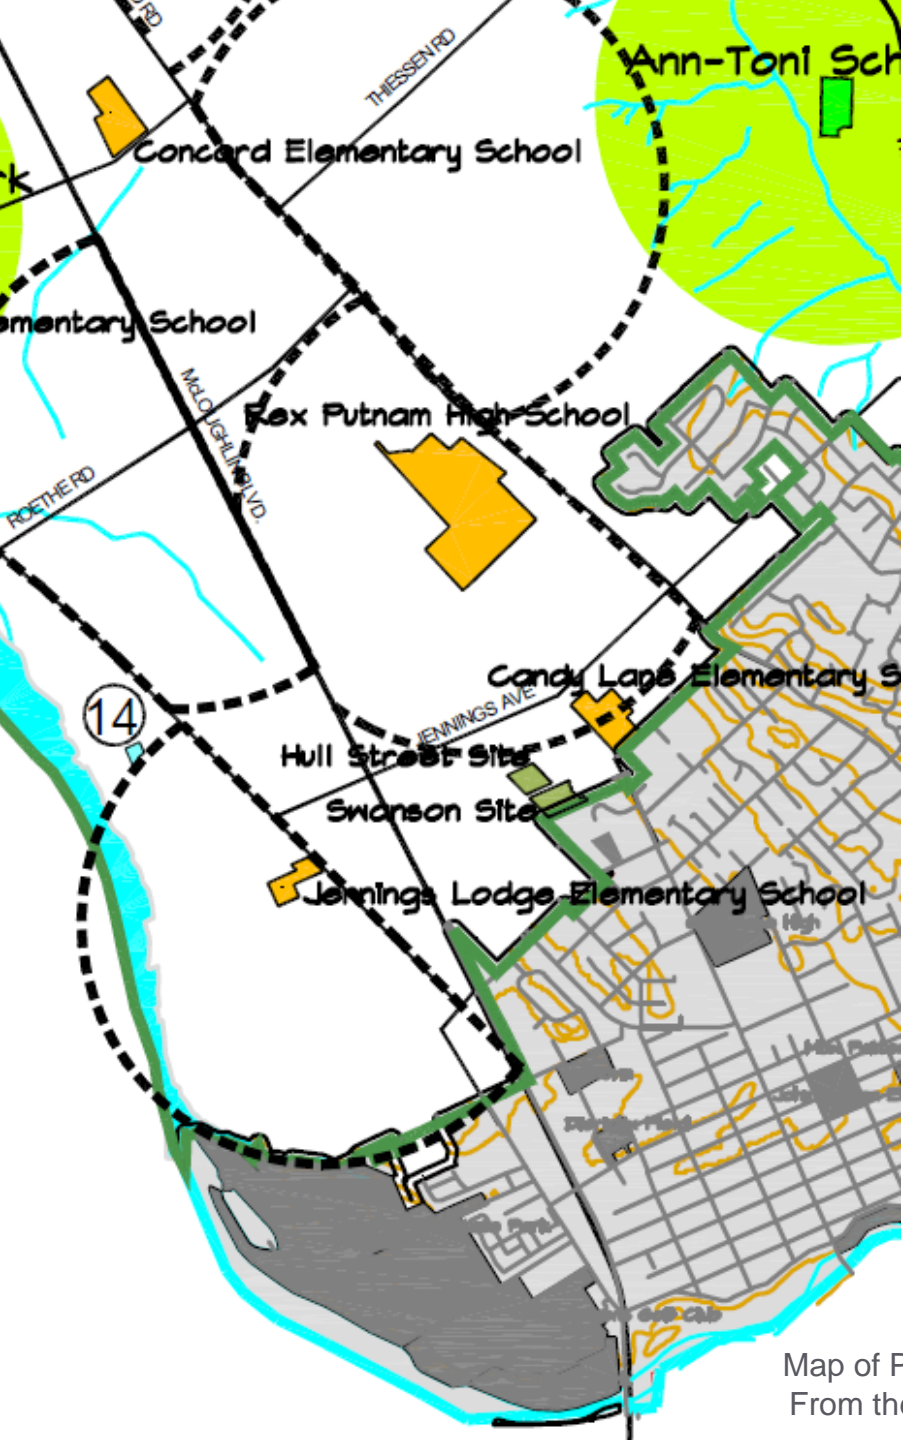 RD
THIESSEN RD
Ann-Toni Sch
Concord Elementary School
rk
ementary School
McLOUGHLIN BLVD.
Rex Putnam High School
ROETHE RD
Candy Lane Elementary S
14
JENNINGS AVE
Hull Street Site
Swanson Site
Jennings Lodge Elementary School
High
Park
Map of P
From the